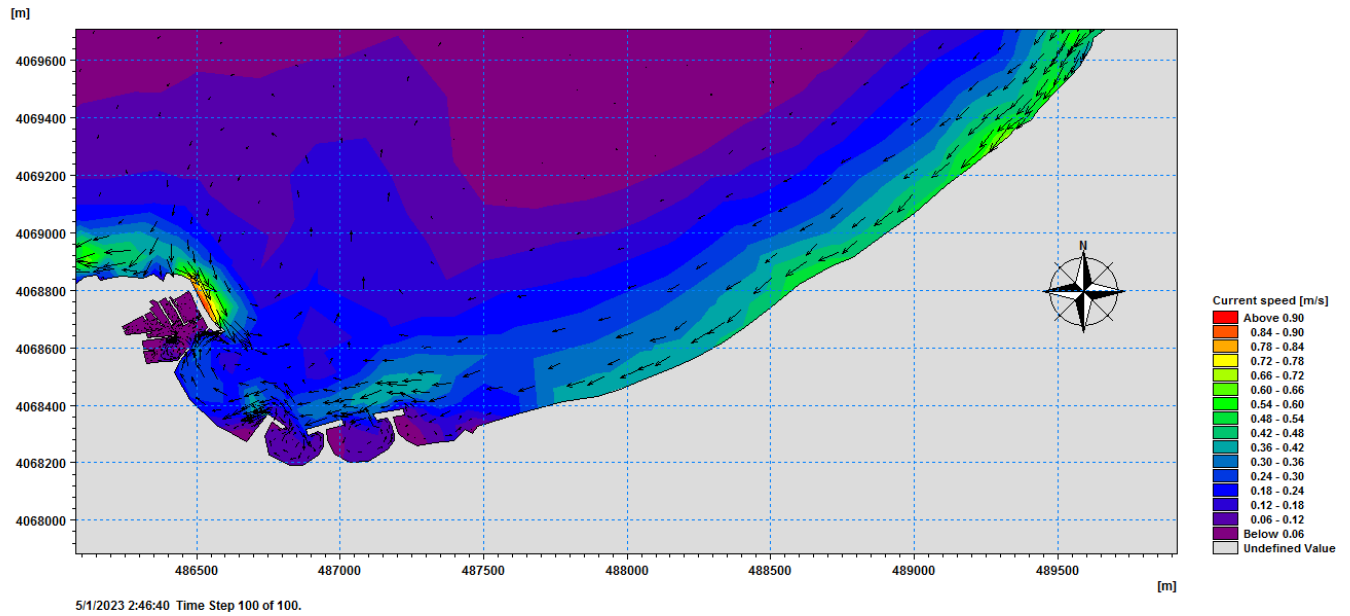 [m]
4069600
4069400
4069200
4069000
4068800
4068600
4068400
4068200
4068000
486500 487000 487500 488000 488500 489000 489500
[m]
N
Current speed [m/s]
Above 0.90
0.84 - 0.90
0.78 - 0.84
0.72 - 0.78
0.66 - 0.72
0.60 - 0.66
0.54 - 0.60
0.48 - 0.54
0.42 - 0.48
0.36 - 0.42
0.30 - 0.36
0.24 - 0.30
0.18 - 0.24
0.12 - 0.18
0.06 - 0.12
Below 0.06
Undefined Value
5/1/2023 2:46:40 Time Step 100 of 100.